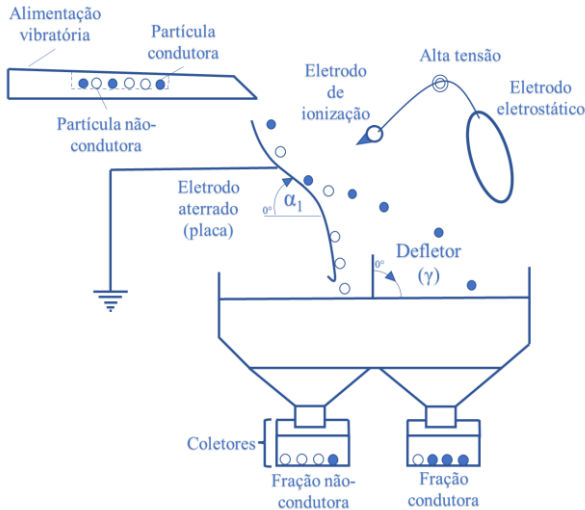 Alimentação
vibratória
Partícula
condutora
Partícula não-
condutora
Eletrodo
de
ionização
Alta tensão
Eletrodo
eletrostático
Eletrodo
aterrado
(placa)
0°
α1
0°
Defletor
(γ)
Coletores
Fração não-
condutora
Fração
condutora